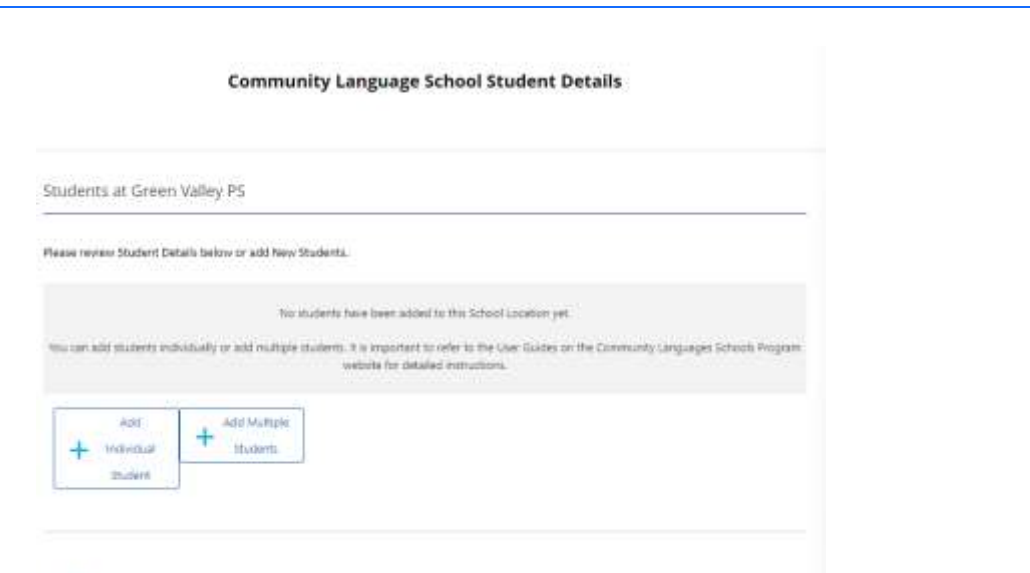 Community Language School Student Details
Students at Green Valley PS
Please review Student Details below or add New Students.
No students have been added to this School Location yet.
You can add students individually or add multiple students. It is important to refer to the User Guides on the Community Languages Schools Program
website for detailed instructions.
Add
Individual
Student
Add Multiple
Students